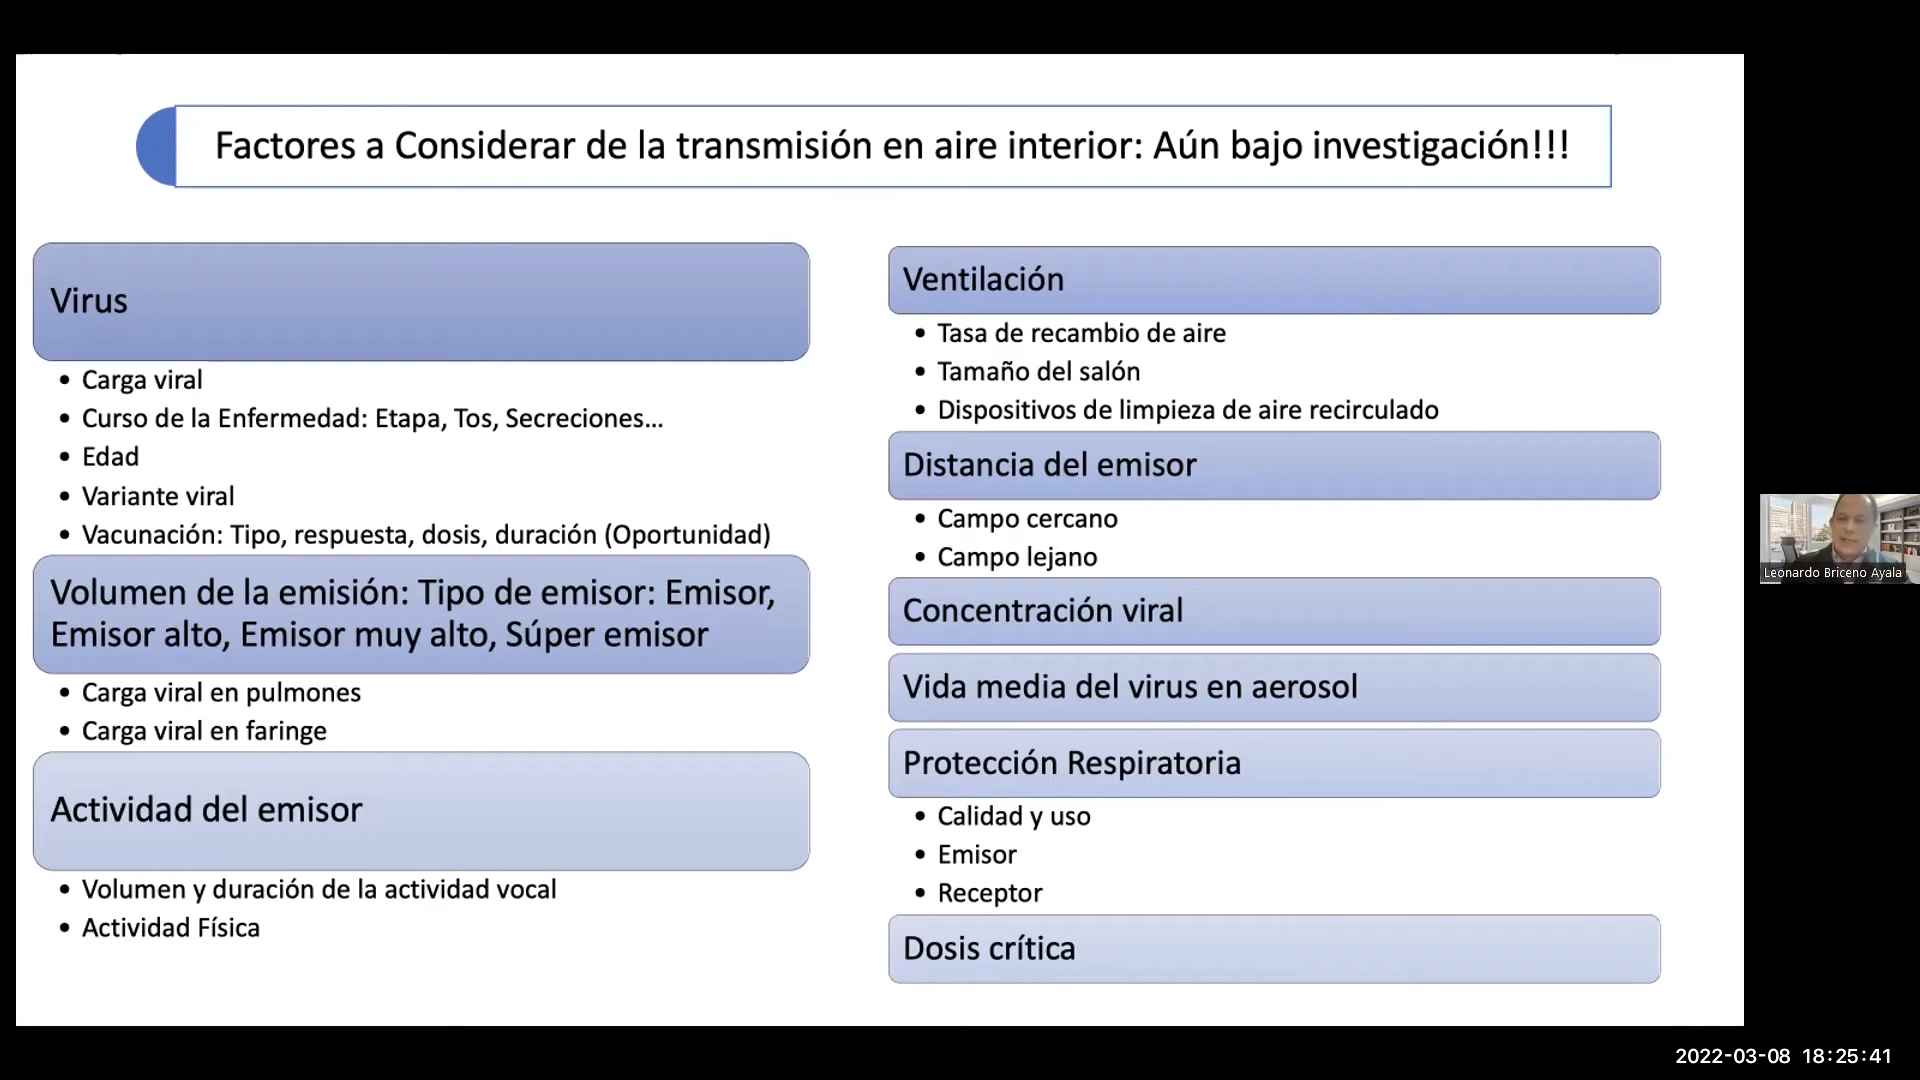 Factores a Considerar de la transmisión en aire interior: Aún bajo investigación!!!
Virus
• Carga viral
• Curso de la Enfermedad: Etapa, Tos, Secreciones...
• Edad
• Variante viral
• Vacunación: Tipo, respuesta, dosis, duración (Oportunidad)
Volumen de la emisión: Tipo de emisor: Emisor,
Emisor alto, Emisor muy alto, Súper emisor
• Carga viral en pulmones
• Carga viral en faringe
Actividad del emisor
• Volumen y duración de la actividad vocal
• Actividad Física
Ventilación
• Tasa de recambio de aire
• Tamaño del salón
• Dispositivos de limpieza de aire recirculado
Distancia del emisor
• Campo cercano
• Campo lejano
Concentración viral
Vida media del virus en aerosol
Protección Respiratoria
• Calidad y uso
• Emisor
• Receptor
Dosis crítica
Leonardo Briceno Ayala
2022-03-08 18:25:41